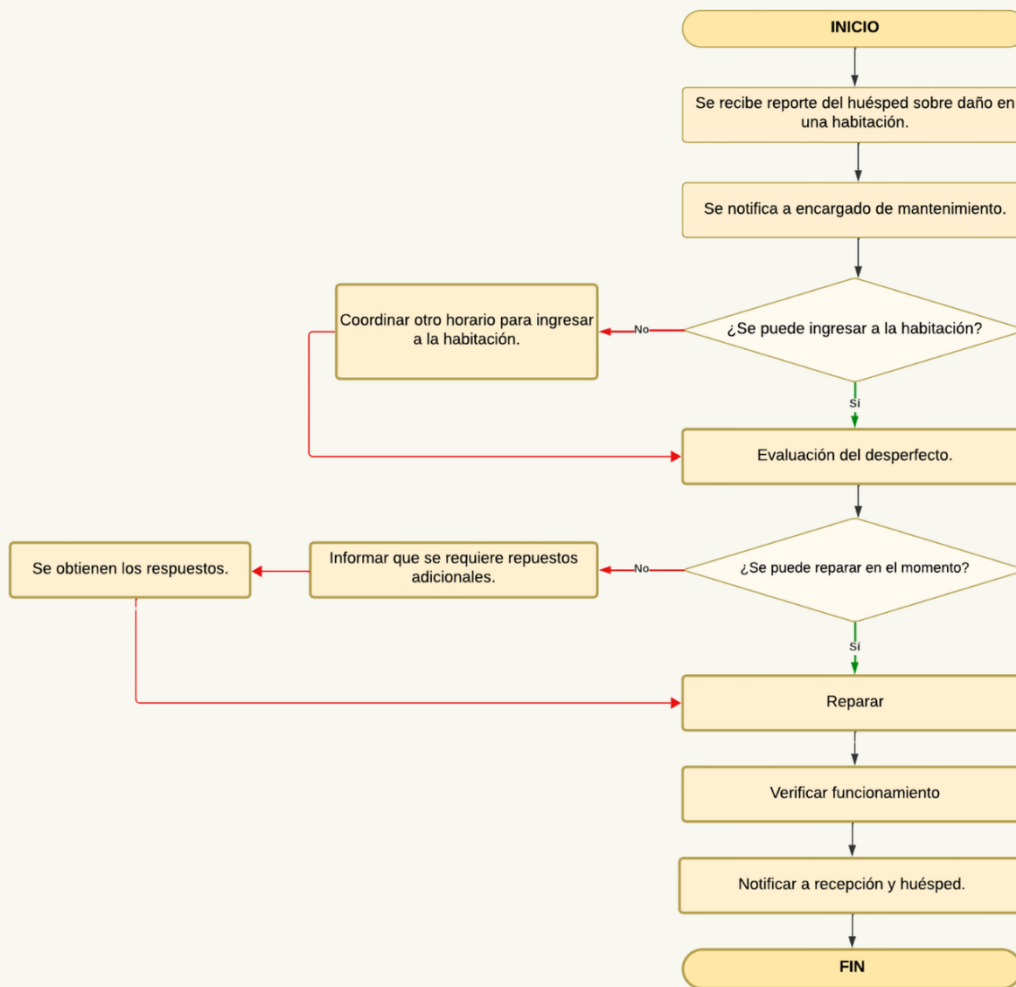 INICIO
Se recibe reporte del huésped sobre daño en
una habitación.
Se notifica a encargado de mantenimiento.
¿Se puede ingresar a la habitación?
No
Coordinar otro horario para ingresar
a la habitación.
Sí
Evaluación del desperfecto.
¿Se puede reparar en el momento?
No
Informar que se requiere repuestos
adicionales.
Se obtienen los respuestos.
Sí
Reparar
Verificar funcionamiento
Notificar a recepción y huésped.
FIN